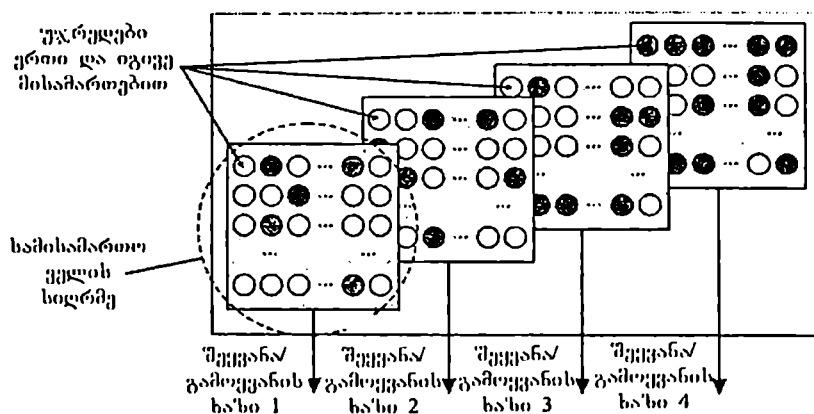 უჯრედები
ერთი და იგივე
მისამართებით
სამისამართო
ველის
სიღრმე
შეყვანა/
გამოყვანის
ხაზი 1
შეყვანა/
გამოყვანის
ხაზი 2
შეყვანა/
გამოყვანის
ხაზი 3
შეყვანა/
გამოყვანის
ხაზი 4